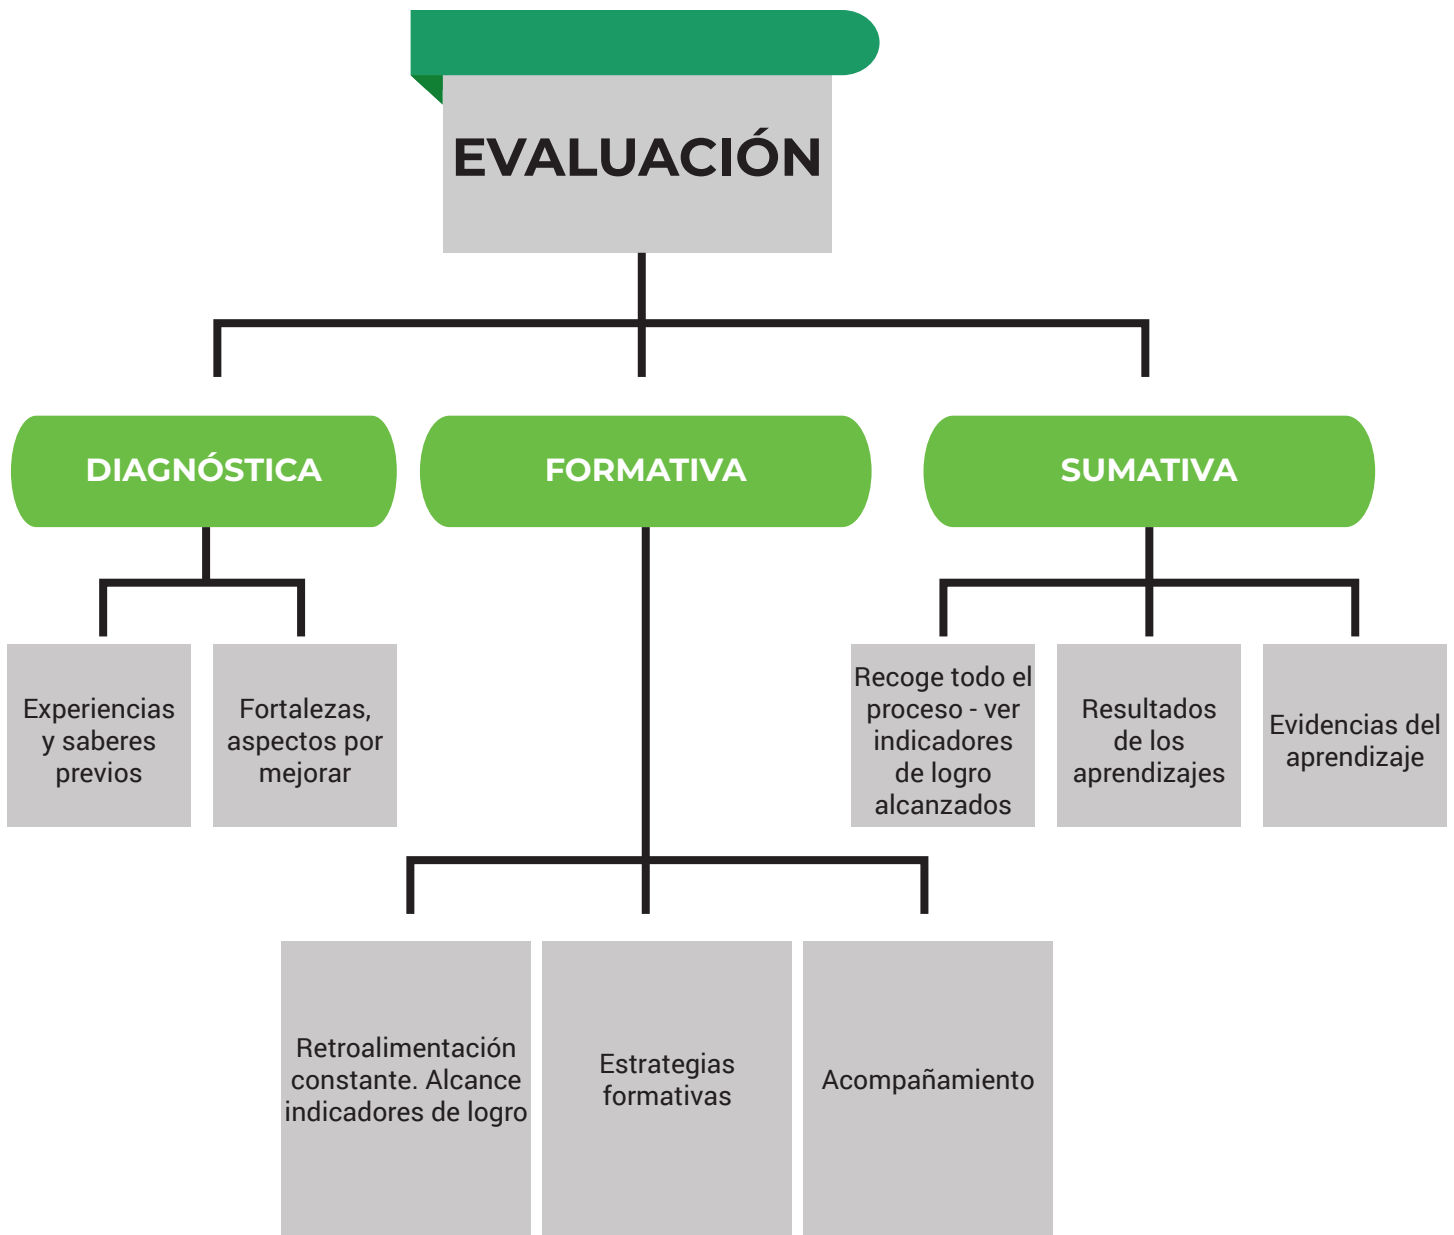 EVALUACIÓN
DIAGNÓSTICA
FORMATIVA
SUMATIVA
Experiencias
y saberes
previos
Fortalezas,
aspectos por
mejorar
Recoge todo el
proceso - ver
indicadores
de logro
alcanzados
Resultados
de los
aprendizajes
Evidencias del
aprendizaje
Retroalimentación
constante. Alcance
indicadores de logro
Estrategias
formativas
Acompañamiento